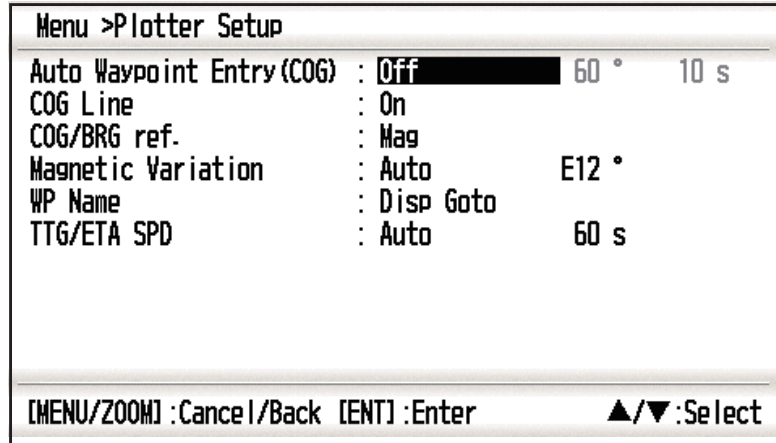 Menu >Plotter Setup
Auto Waypoint Entry(COG) : Off 60 ° 10 s
COG Line : On
COG/BRG ref. : Mag
Magnetic Variation : Auto E12 °
WP Name : Disp Goto
TTG/ETA SPD : Auto 60 s
[MENU/ZOOM]:Cancel/Back [ENT]:Enter ▲/▼:Select